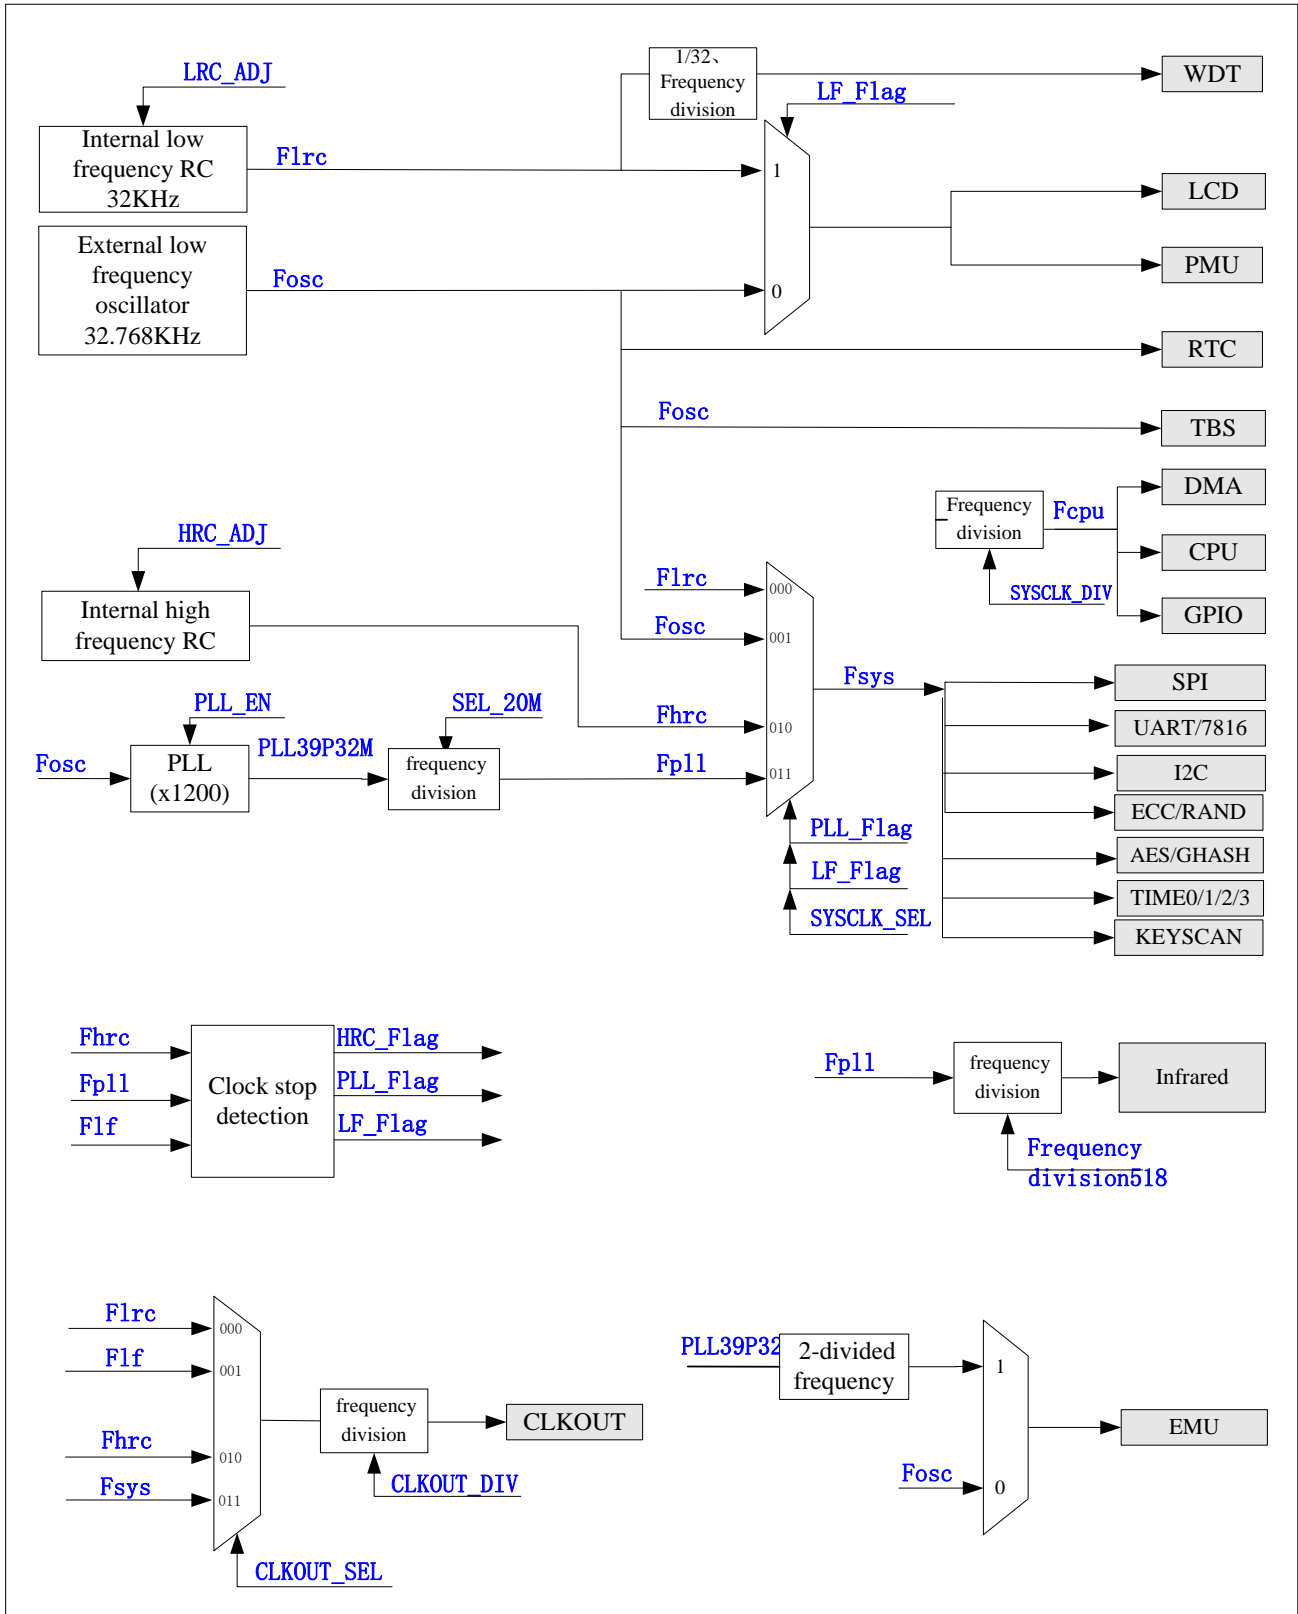 LRC_ADJ
1/32、
Frequency
division
WDT
LF_Flag
Internal low
frequency RC
32KHz
Flrc
1
LCD
External low
frequency
oscillator
32.768KHz
Fosc
0
PMU
RTC
Fosc
TBS
Frequency
division
Fcpu
SYSCLK_DIV
DMA
CPU
GPIO
HRC_ADJ
Internal high
frequency RC
Flrc
000
Fosc
001
Fhrc
010
Fpll
011
Fsys
PLL_EN
SEL_20M
Fosc
PLL
(x1200)
PLL39P32M
frequency
division
PLL_Flag
LF_Flag
SYSCLK_SEL
SPI
UART/7816
I2C
ECC/RAND
AES/GHASH
TIME0/1/2/3
KEYSCAN
Fhrc
Fpll
Flf
Clock stop
detection
HRC_Flag
PLL_Flag
LF_Flag
Fpll
frequency
division
Infrared
Frequency
division518
Flrc
000
Flf
001
Fhrc
010
Fsys
011
frequency
division
CLKOUT
CLKOUT_DIV
CLKOUT_SEL
PLL39P32
2-divided
frequency
1
Fosc
0
EMU